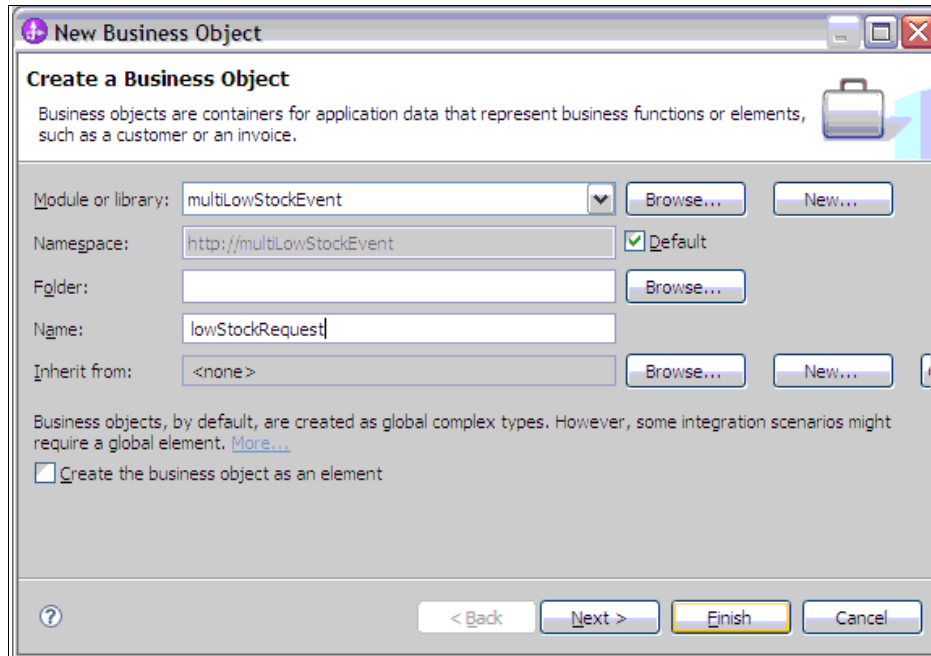 New Business Object
Create a Business Object
Business objects are containers for application data that represent business functions or elements,
such as a customer or an invoice.
Module or library: multiLowStockEvent Browse... New...
Namespace: http://multiLowStockEvent Default
Folder: Browse...
Name: lowStockRequest
Inherit from: <none> Browse... New...
Business objects, by default, are created as global complex types. However, some integration scenarios might
require a global element. More...
Create the business object as an element
? < Back Next > Finish Cancel